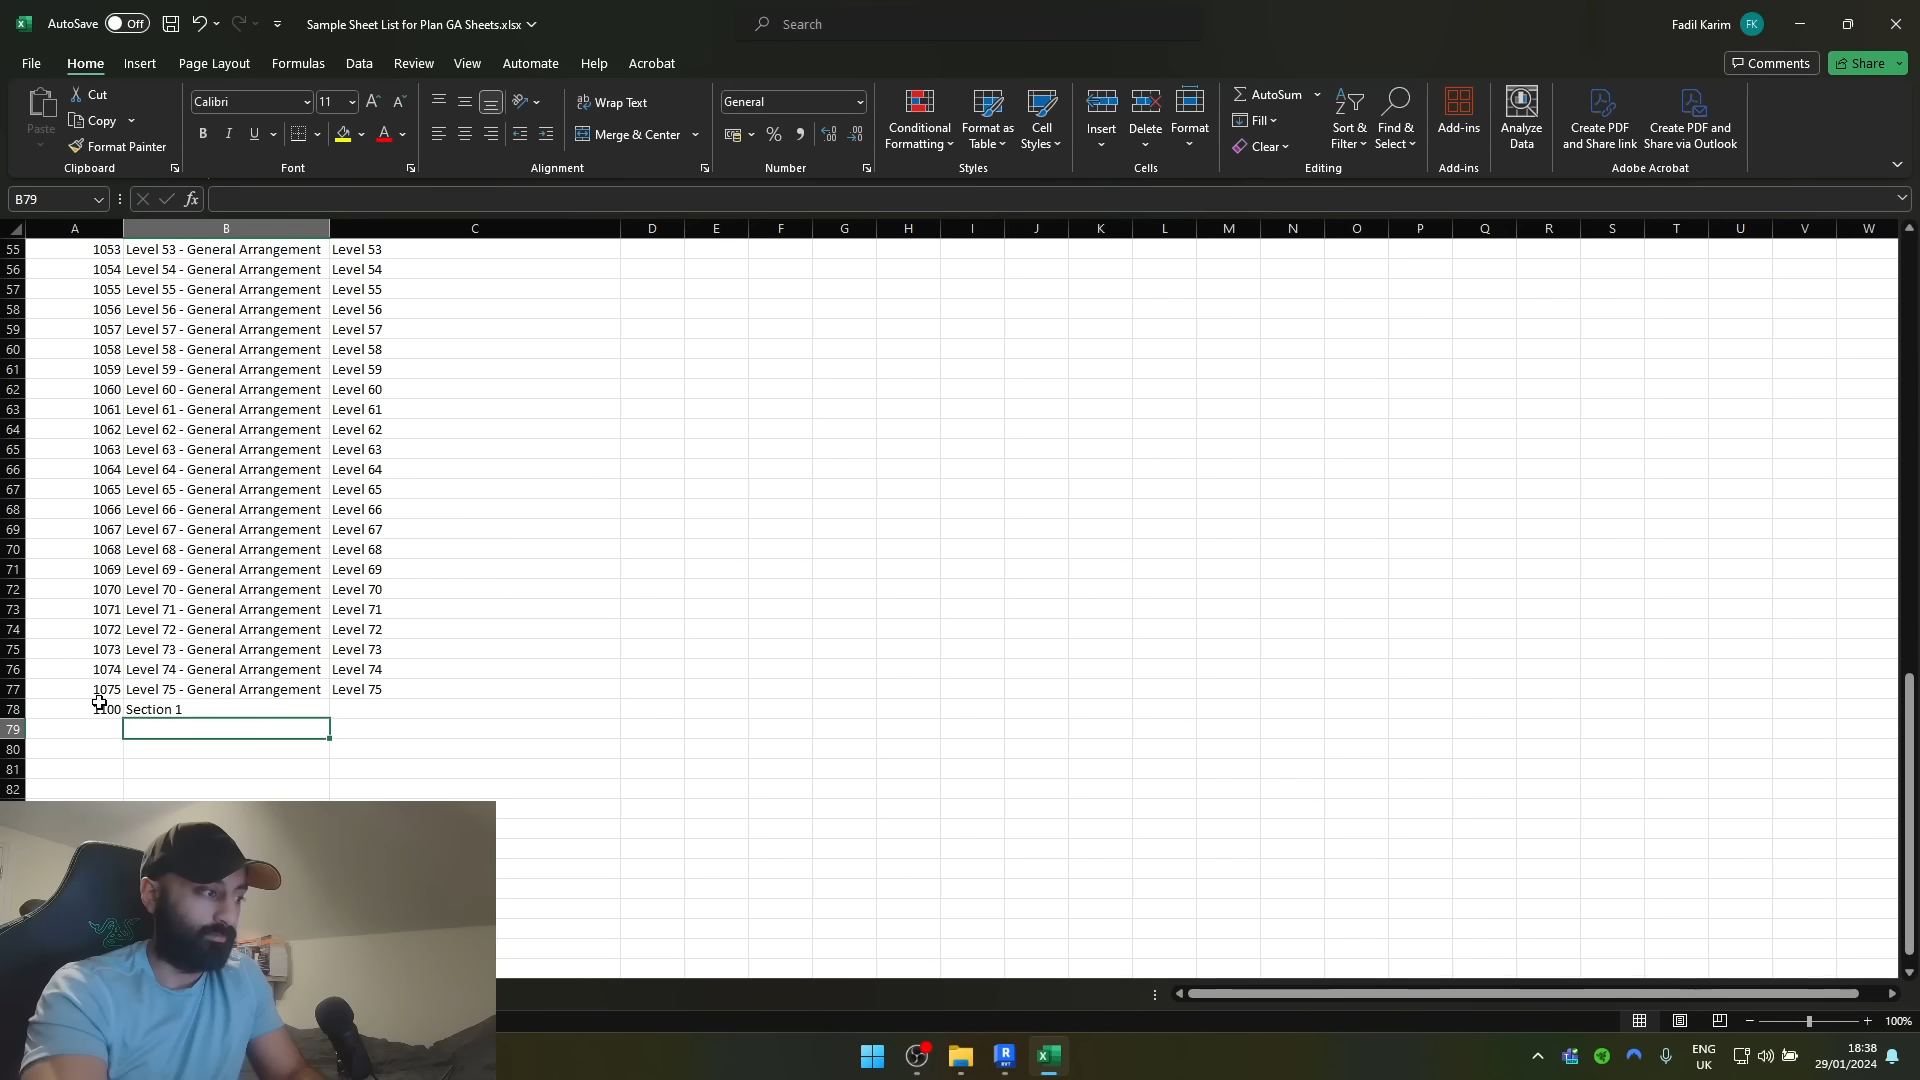 AutoSave Off Sample Sheet List for Plan GA Sheets.xlsx Search Fadil Karim FK
File Home Insert Page Layout Formulas Data Review View Automate Help Acrobat Comments Share
Paste
Cut
Copy
Format Painter
Clipboard
Calibri 11
B I U A
Font
Wrap Text
Merge & Center
Alignment
General
% ,
Number
Conditional Formatting
Format as Table
Cell Styles
Styles
Insert
Delete
Format
Cells
AutoSum
Fill
Clear
Sort & Filter
Find & Select
Editing
Add-ins
Add-ins
Analyze Data
Create PDF and Share link
Create PDF and Share via Outlook
Adobe Acrobat
B79 fx
A B C D E F G H I J K L M N O P Q R S T U V W
55 1053 Level 53 - General Arrangement Level 53
56 1054 Level 54 - General Arrangement Level 54
57 1055 Level 55 - General Arrangement Level 55
58 1056 Level 56 - General Arrangement Level 56
59 1057 Level 57 - General Arrangement Level 57
60 1058 Level 58 - General Arrangement Level 58
61 1059 Level 59 - General Arrangement Level 59
62 1060 Level 60 - General Arrangement Level 60
63 1061 Level 61 - General Arrangement Level 61
64 1062 Level 62 - General Arrangement Level 62
65 1063 Level 63 - General Arrangement Level 63
66 1064 Level 64 - General Arrangement Level 64
67 1065 Level 65 - General Arrangement Level 65
68 1066 Level 66 - General Arrangement Level 66
69 1067 Level 67 - General Arrangement Level 67
70 1068 Level 68 - General Arrangement Level 68
71 1069 Level 69 - General Arrangement Level 69
72 1070 Level 70 - General Arrangement Level 70
73 1071 Level 71 - General Arrangement Level 71
74 1072 Level 72 - General Arrangement Level 72
75 1073 Level 73 - General Arrangement Level 73
76 1074 Level 74 - General Arrangement Level 74
77 1075 Level 75 - General Arrangement Level 75
78 1100 Section 1
79
80
81
82
100%
ENG
UK
18:38
29/01/2024